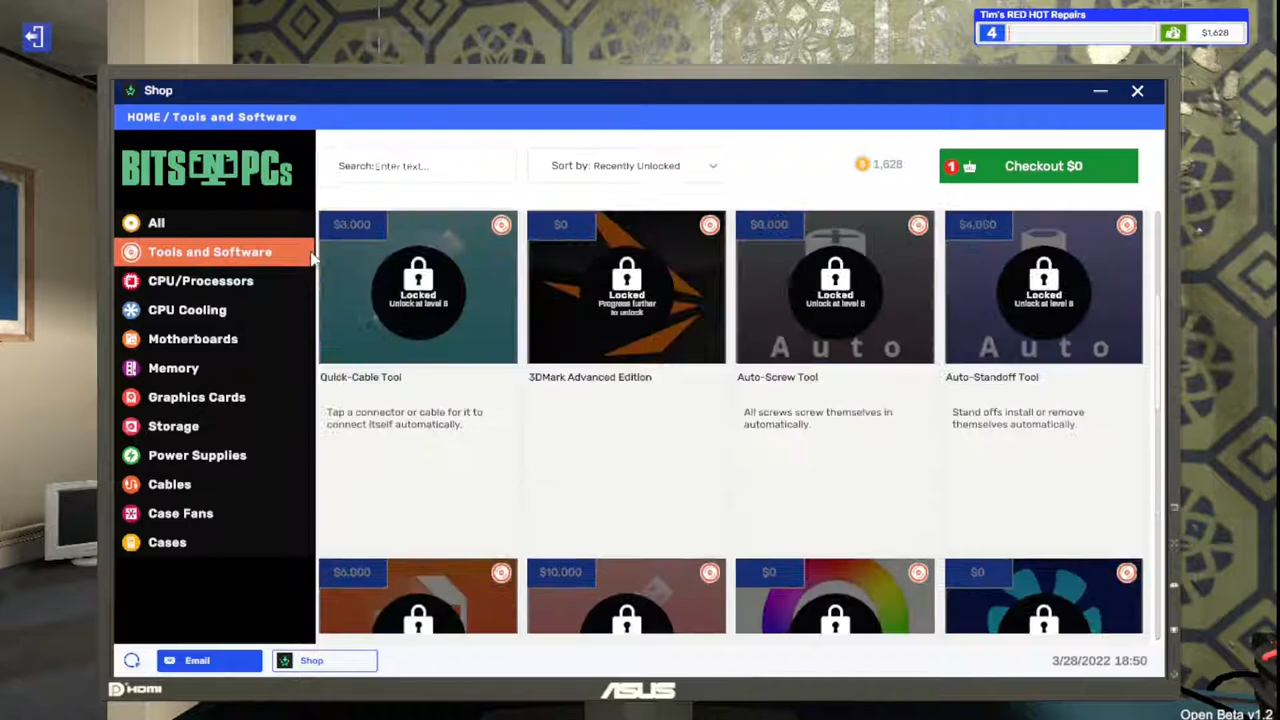 Tim's RED HOT Repairs
4
$1,628
Shop
HOME / Tools and Software
BITS N PCs
Search: Enter text...
Sort by: Recently Unlocked
1,628
1
Checkout $0
All
Tools and Software
CPU/Processors
CPU Cooling
Motherboards
Memory
Graphics Cards
Storage
Power Supplies
Cables
Case Fans
Cases
$3,000
Locked
Unlock at level 8
Quick-Cable Tool
Tap a connector or cable for it to
connect itself automatically.
$0
Locked
Progress further
to unlock
3DMark Advanced Edition
Locked
Unlock at level 8
Auto
Auto-Screw Tool
All screws screw themselves in
automatically.
Locked
Unlock at level 8
Auto
Auto-Standoff Tool
Stand offs install or remove
themselves automatically.
$6,000
$10,000
$0
$0
Email
Shop
3/28/2022 18:50
HDMI
ASUS
Open Beta v1.2